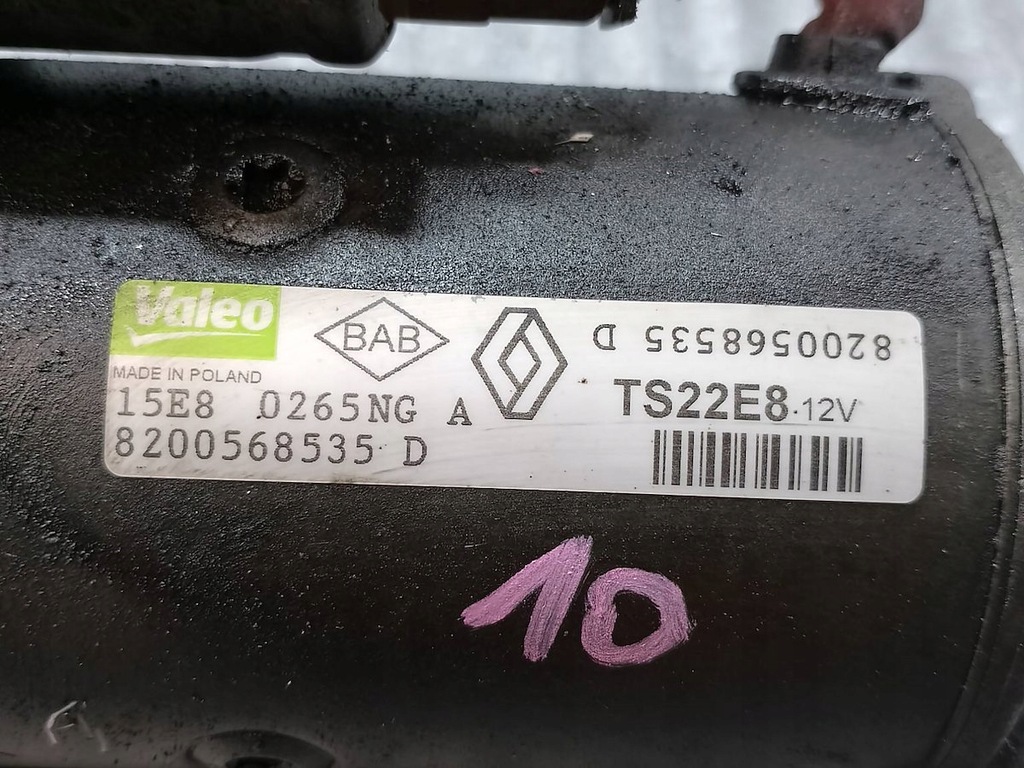 Valeo
BAB
8200568535 D
MADE IN POLAND
15E8 0265NG A
TS22E8.12V
8200568535 D
10